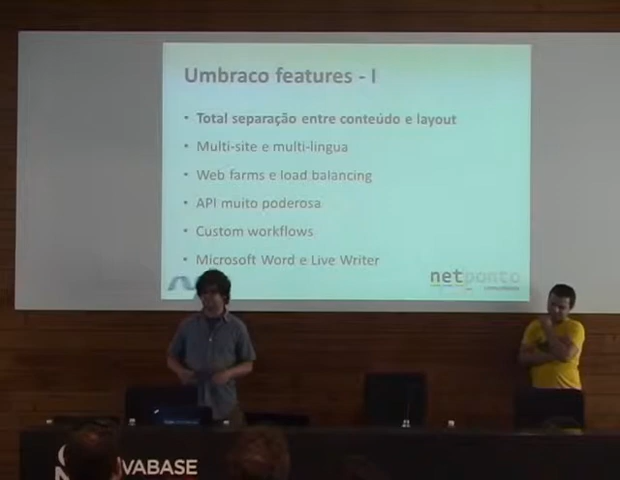 Umbraco features - I
• Total separação entre conteúdo e layout
• Multi-site e multi-lingua
• Web farms e load balancing
• API muito poderosa
• Custom workflows
• Microsoft Word e Live Writer
netponto
VABASE